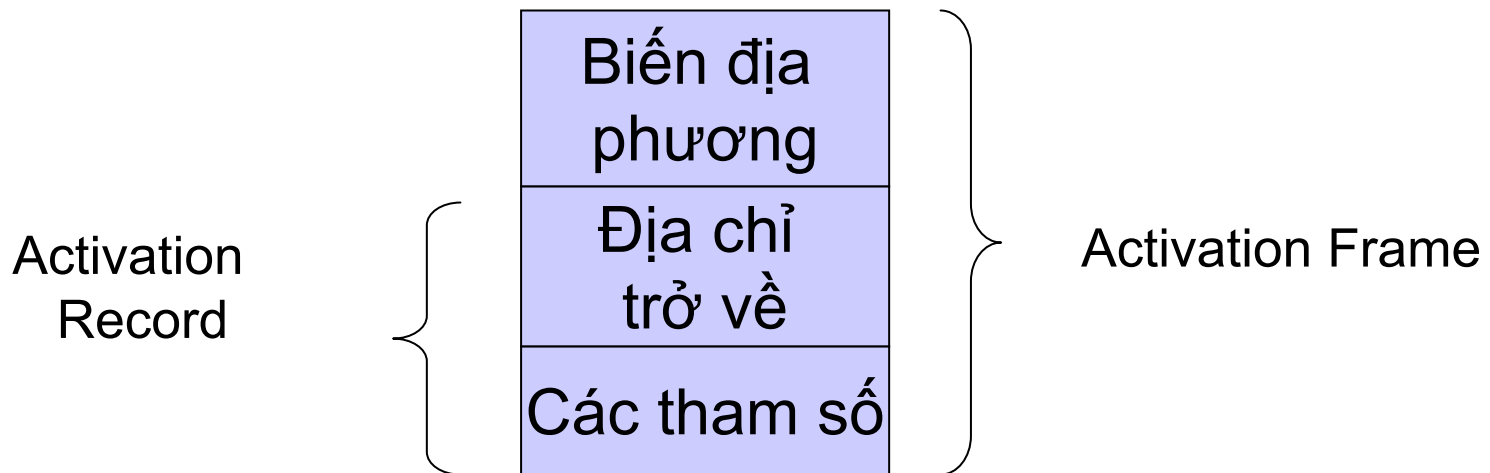 Biến địa
phương
Địa chỉ
trở về
Các tham số
Activation
Record
Activation Frame